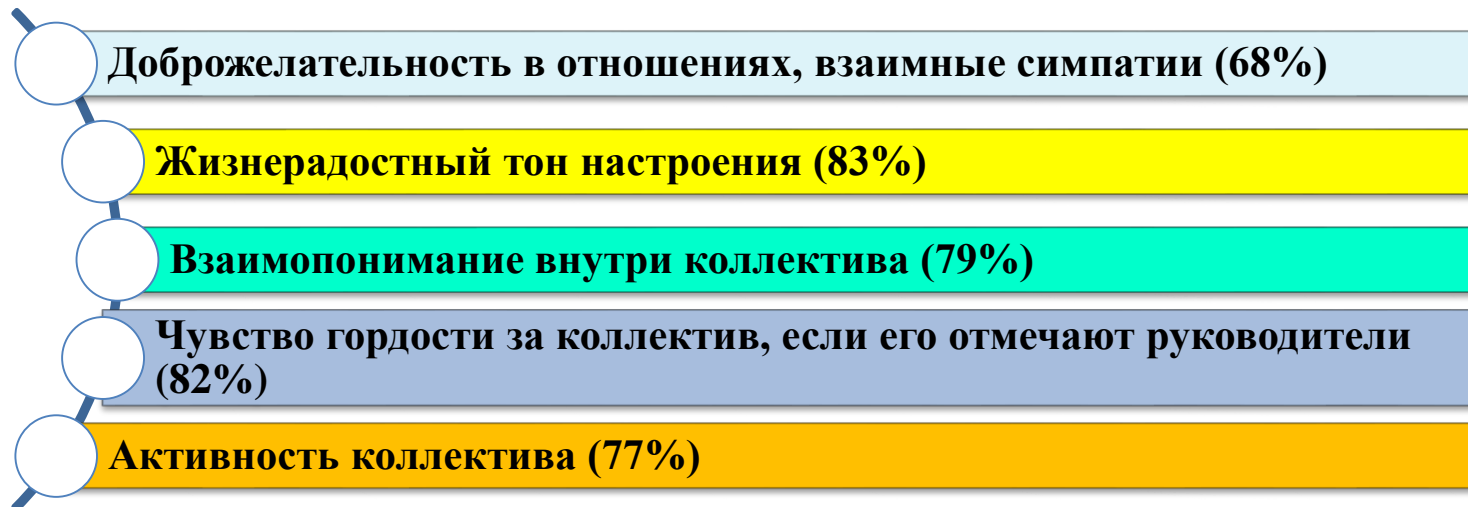 Доброжелательность в отношениях, взаимные симпатии (68%)
Жизнерадостный тон настроения (83%)
Взаимопонимание внутри коллектива (79%)
Чувство гордости за коллектив, если его отмечают руководители
(82%)
Активность коллектива (77%)